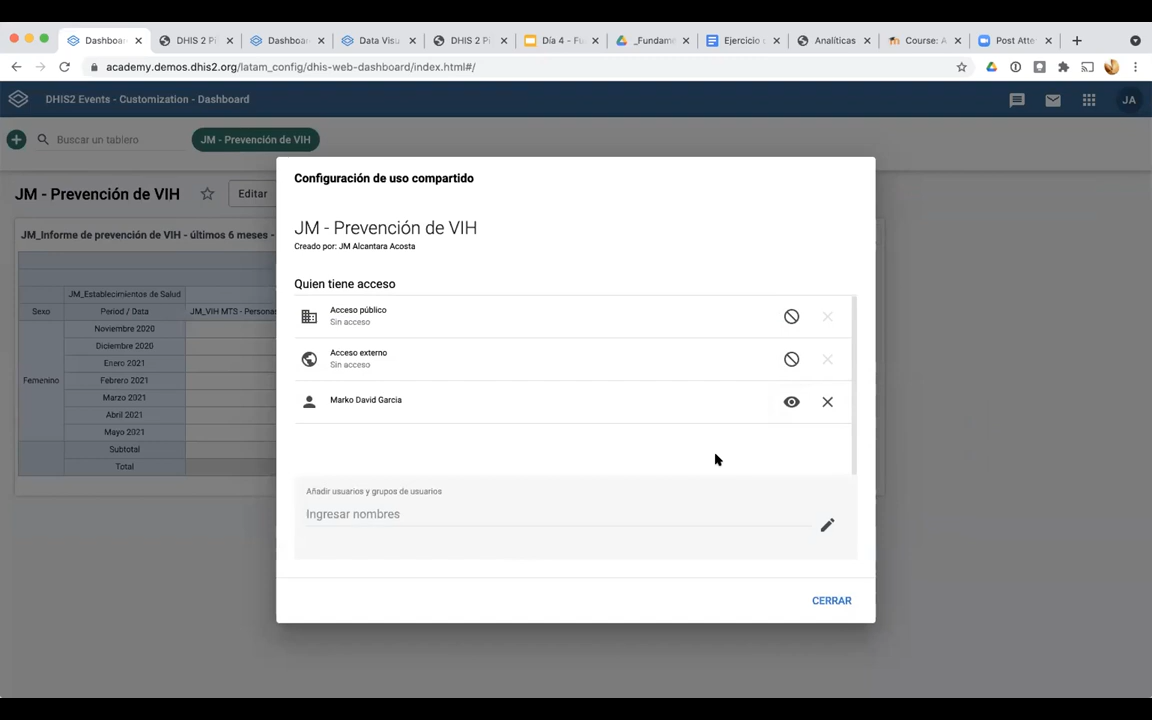 Dashboa
DHIS 2 Pi
Dashboa
Data Visu
DHIS 2 Pi
Día 4 - Fu
_Fundam
Ejercicio
Analíticas
Course: A
Post Atte
academy.demos.dhis2.org/latam_config/dhis-web-dashboard/index.html#/
DHIS2 Events - Customization - Dashboard
JA
Buscar un tablero
JM - Prevención de VIH
JM - Prevención de VIH
Editar
JM_Informe de prevención de VIH - últimos 6 meses -
JM_Establecimientos de Salud
Sexo
Period / Data
JM_VIH MTS - Personas
Noviembre 2020
Diciembre 2020
Enero 2021
Femenino
Febrero 2021
Marzo 2021
Abril 2021
Mayo 2021
Subtotal
Total
Configuración de uso compartido
JM - Prevención de VIH
Creado por: JM Alcantara Acosta
Quien tiene acceso
Acceso público
Sin acceso
Acceso externo
Sin acceso
Marko David Garcia
Añadir usuarios y grupos de usuarios
Ingresar nombres
CERRAR